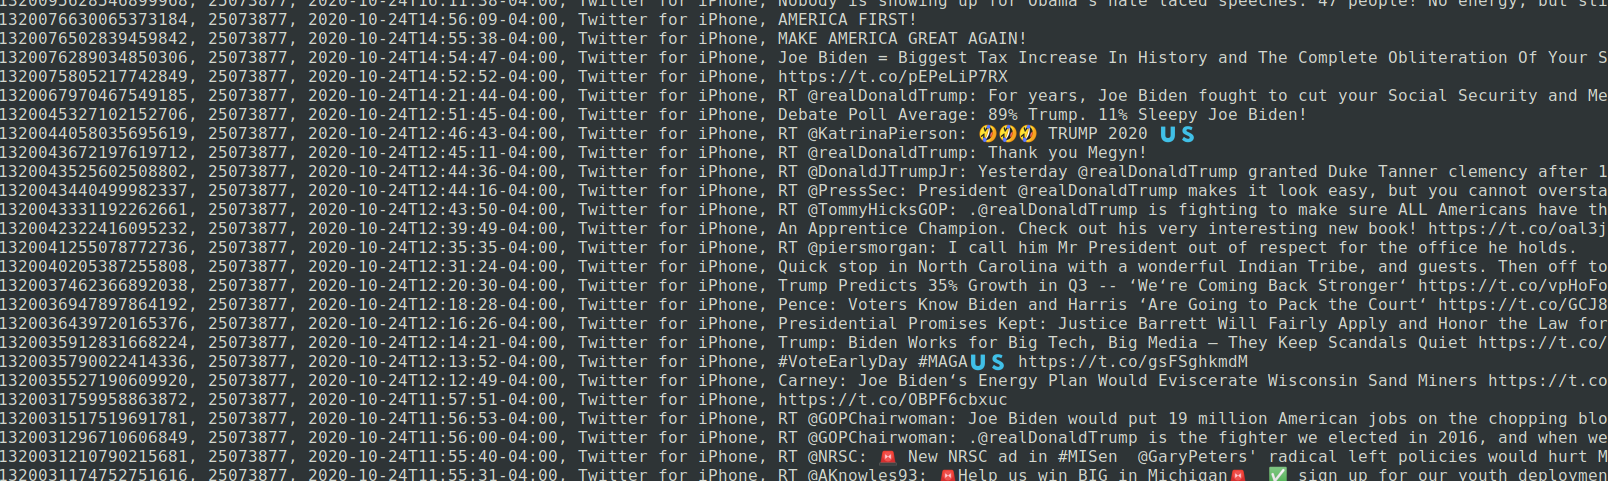 1320095628546899968, 25073877, 2020-10-24T16:11:38-04:00, Twitter for iPhone, Nobody is showing up for Obama's hate laced speeches. 47 people! No energy, but sti
1320076630065373184, 25073877, 2020-10-24T14:56:09-04:00, Twitter for iPhone, AMERICA FIRST!
1320076502839459842, 25073877, 2020-10-24T14:55:38-04:00, Twitter for iPhone, MAKE AMERICA GREAT AGAIN!
1320076289034850306, 25073877, 2020-10-24T14:54:47-04:00, Twitter for iPhone, Joe Biden = Biggest Tax Increase In History and The Complete Obliteration Of Your S
1320075805217742849, 25073877, 2020-10-24T14:52:52-04:00, Twitter for iPhone, https://t.co/pEPeLiP7RX
1320067970467549185, 25073877, 2020-10-24T14:21:44-04:00, Twitter for iPhone, RT @realDonaldTrump: For years, Joe Biden fought to cut your Social Security and Me
1320045327102152706, 25073877, 2020-10-24T12:51:45-04:00, Twitter for iPhone, Debate Poll Average: 89% Trump. 11% Sleepy Joe Biden!
1320044058035695619, 25073877, 2020-10-24T12:46:43-04:00, Twitter for iPhone, RT @KatrinaPierson: 🤣🤣🤣 TRUMP 2020 🇺🇸
1320043672197619712, 25073877, 2020-10-24T12:45:11-04:00, Twitter for iPhone, RT @realDonaldTrump: Thank you Megyn!
1320043525602508802, 25073877, 2020-10-24T12:44:36-04:00, Twitter for iPhone, RT @DonaldJTrumpJr: Yesterday @realDonaldTrump granted Duke Tanner clemency after 1
1320043440499982337, 25073877, 2020-10-24T12:44:16-04:00, Twitter for iPhone, RT @PressSec: President @realDonaldTrump makes it look easy, but you cannot oversta
1320043331192262661, 25073877, 2020-10-24T12:43:50-04:00, Twitter for iPhone, RT @TommyHicksGOP: .@realDonaldTrump is fighting to make sure ALL Americans have th
1320042322416095232, 25073877, 2020-10-24T12:39:49-04:00, Twitter for iPhone, An Apprentice Champion. Check out his very interesting new book! https://t.co/oal3j
1320041255078772736, 25073877, 2020-10-24T12:35:35-04:00, Twitter for iPhone, RT @piersmorgan: I call him Mr President out of respect for the office he holds.
1320040205387255808, 25073877, 2020-10-24T12:31:24-04:00, Twitter for iPhone, Quick stop in North Carolina with a wonderful Indian Tribe, and guests. Then off to
1320037462366892038, 25073877, 2020-10-24T12:20:30-04:00, Twitter for iPhone, Trump Predicts 35% Growth in Q3 -- ‘We‘re Coming Back Stronger‘ https://t.co/vpHoFo
1320036947897864192, 25073877, 2020-10-24T12:18:28-04:00, Twitter for iPhone, Pence: Voters Know Biden and Harris ‘Are Going to Pack the Court‘ https://t.co/GCJ8
1320036439720165376, 25073877, 2020-10-24T12:16:26-04:00, Twitter for iPhone, Presidential Promises Kept: Justice Barrett Will Fairly Apply and Honor the Law for
1320035912831668224, 25073877, 2020-10-24T12:14:21-04:00, Twitter for iPhone, Trump: Biden Works for Big Tech, Big Media — They Keep Scandals Quiet https://t.co/
1320035790022414336, 25073877, 2020-10-24T12:13:52-04:00, Twitter for iPhone, #VoteEarlyDay #MAGA🇺🇸 https://t.co/gsFSghkmdM
1320035527190609920, 25073877, 2020-10-24T12:12:49-04:00, Twitter for iPhone, Carney: Joe Biden‘s Energy Plan Would Eviscerate Wisconsin Sand Miners https://t.co
1320031759958863872, 25073877, 2020-10-24T11:57:51-04:00, Twitter for iPhone, https://t.co/OBPF6cbxuc
1320031517519691781, 25073877, 2020-10-24T11:56:53-04:00, Twitter for iPhone, RT @GOPChairwoman: Joe Biden would put 19 million American jobs on the chopping blo
1320031296710606849, 25073877, 2020-10-24T11:56:00-04:00, Twitter for iPhone, RT @GOPChairwoman: .@realDonaldTrump is the fighter we elected in 2016, and when we
1320031210790215681, 25073877, 2020-10-24T11:55:40-04:00, Twitter for iPhone, RT @NRSC: 🚨 New NRSC ad in #MISen  @GaryPeters' radical left policies would hurt M
1320031174752751616, 25073877, 2020-10-24T11:55:31-04:00, Twitter for iPhone, RT @AKnowles93: 🚨Help us win BIG in Michigan🚨  ✅ sign up for our youth deploymen